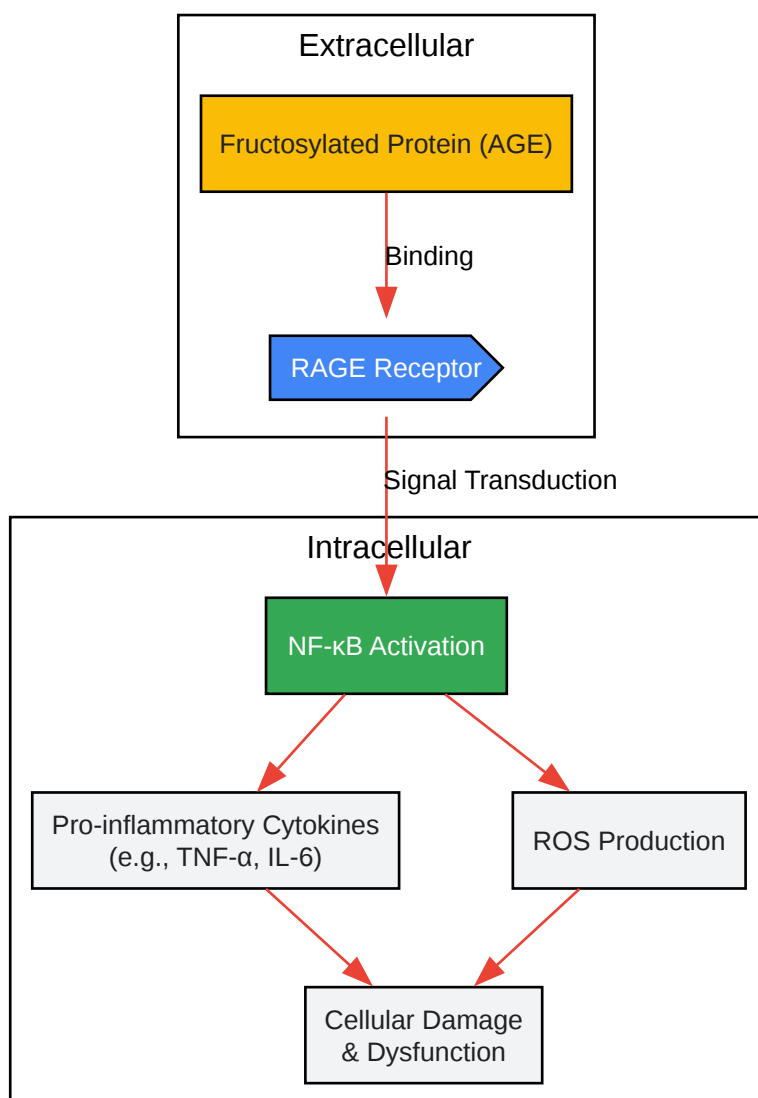 Extracellular
Fructosylated Protein (AGE)
Binding
RAGE Receptor
Signal Transduction
Intracellular
NF-κB Activation
Pro-inflammatory Cytokines
(e.g., TNF-α, IL-6)
ROS Production
Cellular Damage
& Dysfunction